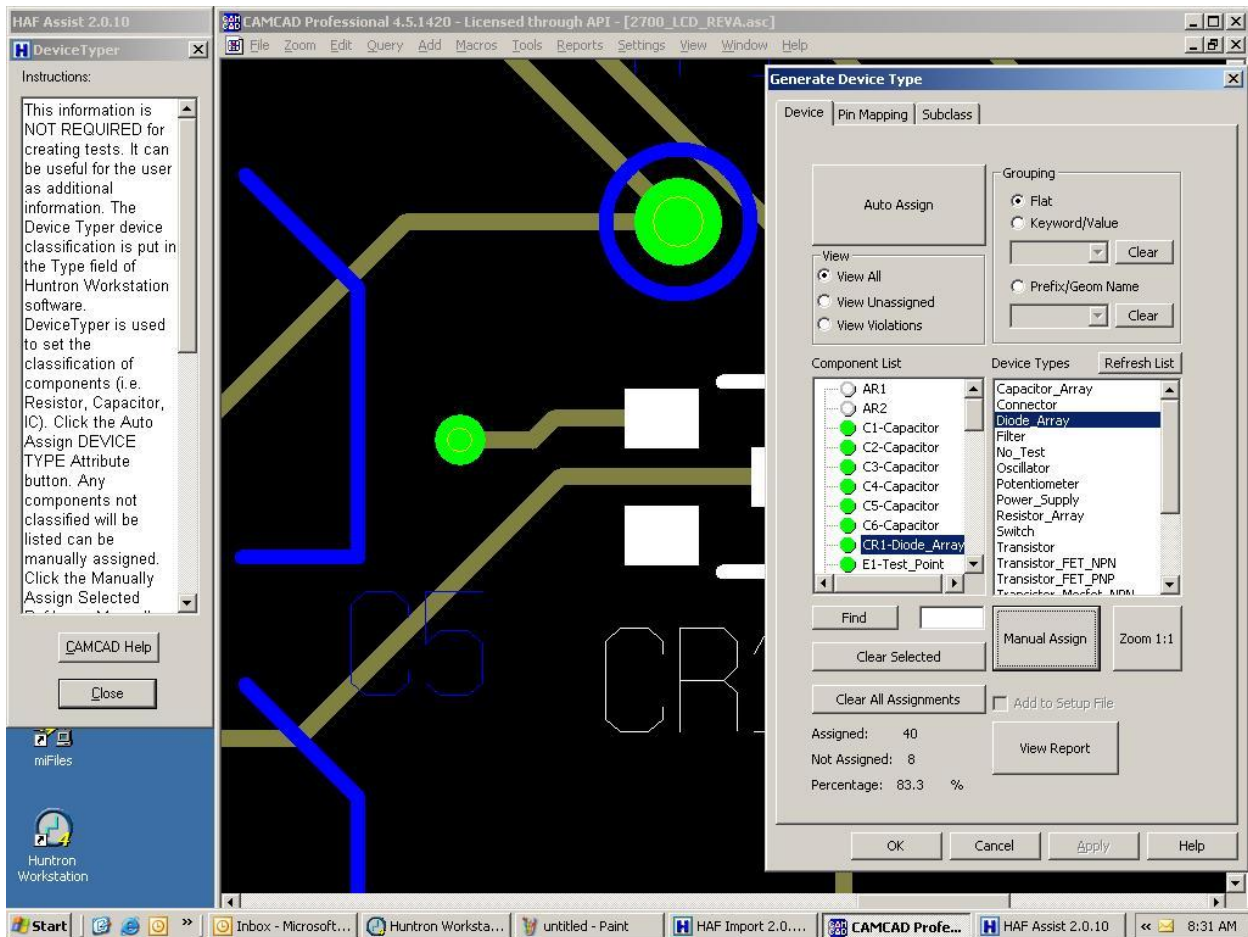 HAF Assist 2.0.10
DeviceTyper
Instructions:
This information is
NOT REQUIRED for
creating tests. It can
be useful for the user
as additional
information. The
Device Typer device
classification is put in
the Type field of
Huntron Workstation
software.
DeviceTyper is used
to set the
classification of
components (i.e.
Resistor, Capacitor,
IC). Click the Auto
Assign DEVICE
TYPE Attribute
button. Any
components not
classified will be
listed can be
manually assigned.
Click the Manually
Assign Selected
CAMCAD Help
Close
miFiles
Huntron
Workstation
CAMCAD Professional 4.5.1420 - Licensed through API - [2700_LCD_REVA.asc]
File Zoom Edit Query Add Macros Tools Reports Settings View Window Help
C5
CR1
Generate Device Type
Device Pin Mapping Subclass
Auto Assign
Grouping
Flat
Keyword/Value
Clear
Prefix/Geom Name
Clear
View
View All
View Unassigned
View Violations
Component List
AR1
AR2
C1-Capacitor
C2-Capacitor
C3-Capacitor
C4-Capacitor
C5-Capacitor
C6-Capacitor
CR1-Diode_Array
E1-Test_Point
Device Types Refresh List
Capacitor_Array
Connector
Diode_Array
Filter
No_Test
Oscillator
Potentiometer
Power_Supply
Resistor_Array
Switch
Transistor
Transistor_FET_NPN
Transistor_FET_PNP
Transistor_Mosfet_NPN
Find
Clear Selected
Manual Assign
Zoom 1:1
Clear All Assignments
Add to Setup File
Assigned: 40
Not Assigned: 8
Percentage: 83.3 %
View Report
OK Cancel Apply Help
Start » Inbox - Microsoft... Huntron Worksta... untitled - Paint HAF Import 2.0.... CAMCAD Profe... HAF Assist 2.0.10 « 8:31 AM